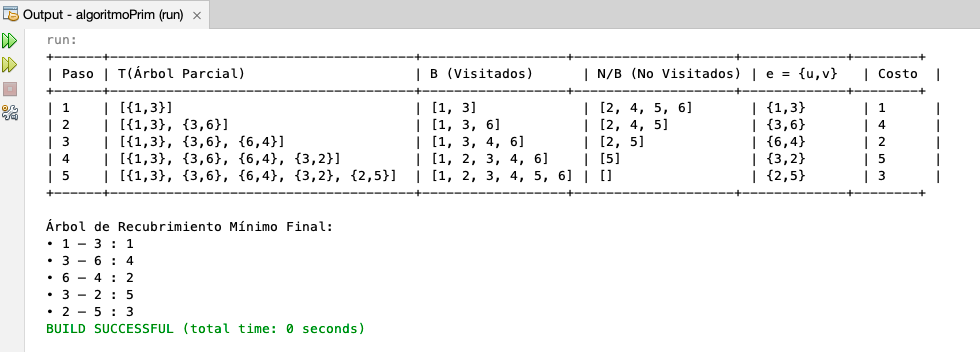 Output - algoritmoPrim (run) ×
run:
+------+--------------------------------------+--------------------+--------------------+-----------+--------+
| Paso | T(Árbol Parcial) | B (Visitados) | N/B (No Visitados) | e = {u,v} | Costo |
+------+--------------------------------------+--------------------+--------------------+-----------+--------+
| 1 | [{1,3}] | [1, 3] | [2, 4, 5, 6] | {1,3} | 1 |
| 2 | [{1,3}, {3,6}] | [1, 3, 6] | [2, 4, 5] | {3,6} | 4 |
| 3 | [{1,3}, {3,6}, {6,4}] | [1, 3, 4, 6] | [2, 5] | {6,4} | 2 |
| 4 | [{1,3}, {3,6}, {6,4}, {3,2}] | [1, 2, 3, 4, 6] | [5] | {3,2} | 5 |
| 5 | [{1,3}, {3,6}, {6,4}, {3,2}, {2,5}] | [1, 2, 3, 4, 5, 6] | [] | {2,5} | 3 |
+------+--------------------------------------+--------------------+--------------------+-----------+--------+
Árbol de Recubrimiento Mínimo Final:
• 1 – 3 : 1
• 3 – 6 : 4
• 6 – 4 : 2
• 3 – 2 : 5
• 2 – 5 : 3
BUILD SUCCESSFUL (total time: 0 seconds)